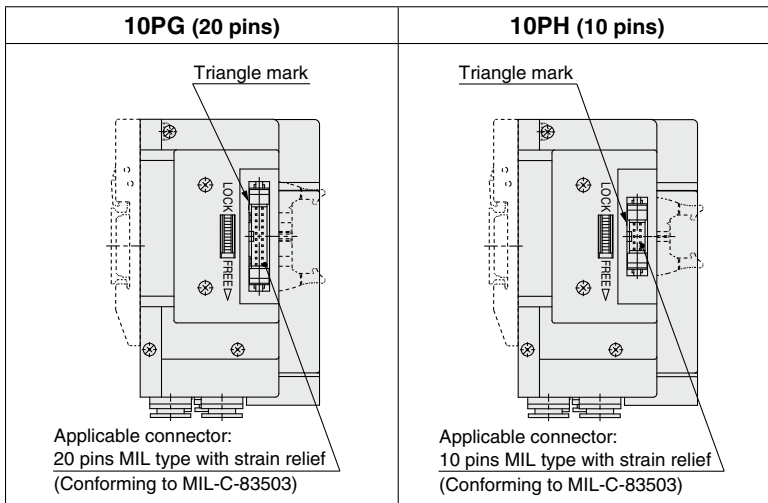 10PG (20 pins)
10PH (10 pins)
Triangle mark
LOCK
FREE
Applicable connector:
20 pins MIL type with strain relief
(Conforming to MIL-C-83503)
Triangle mark
LOCK
FREE
Applicable connector:
10 pins MIL type with strain relief
(Conforming to MIL-C-83503)